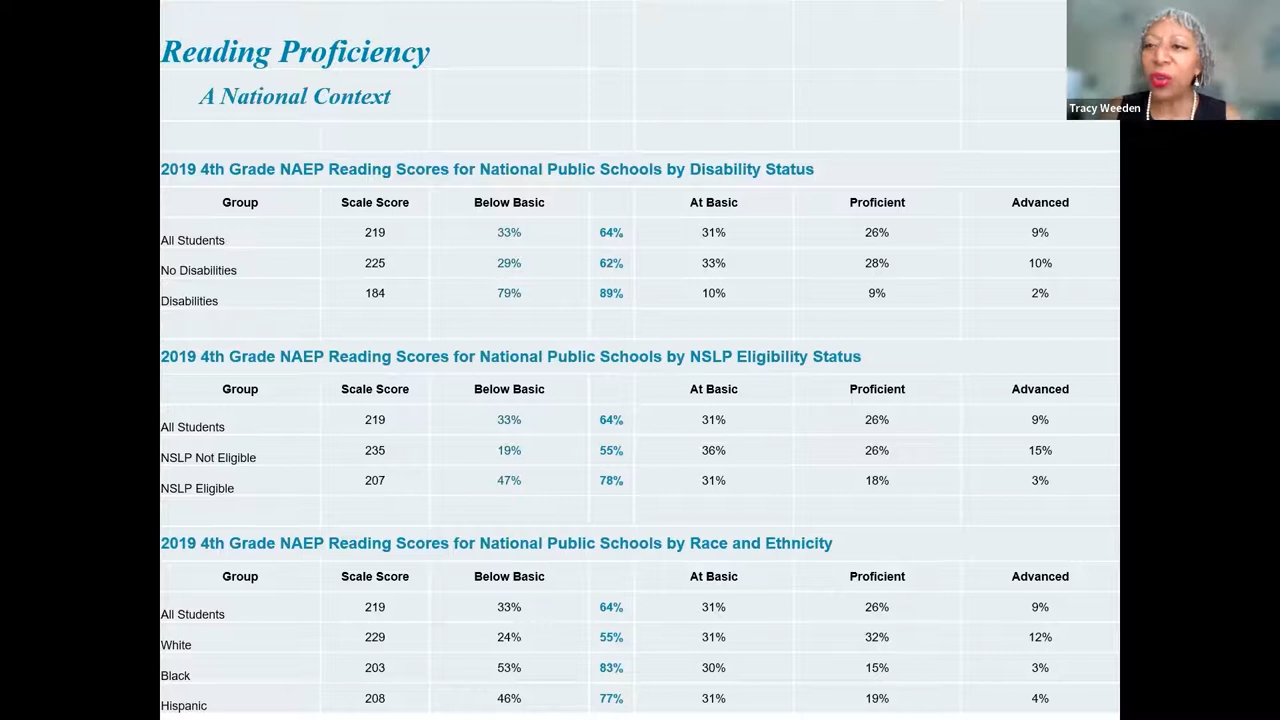 Reading Proficiency
A National Context
Tracy Weeden
2019 4th Grade NAEP Reading Scores for National Public Schools by Disability Status
Group Scale Score Below Basic At Basic Proficient Advanced
All Students 219 33% 64% 31% 26% 9%
No Disabilities 225 29% 62% 33% 28% 10%
Disabilities 184 79% 89% 10% 9% 2%
2019 4th Grade NAEP Reading Scores for National Public Schools by NSLP Eligibility Status
Group Scale Score Below Basic At Basic Proficient Advanced
All Students 219 33% 64% 31% 26% 9%
NSLP Not Eligible 235 19% 55% 36% 26% 15%
NSLP Eligible 207 47% 78% 31% 18% 3%
2019 4th Grade NAEP Reading Scores for National Public Schools by Race and Ethnicity
Group Scale Score Below Basic At Basic Proficient Advanced
All Students 219 33% 64% 31% 26% 9%
White 229 24% 55% 31% 32% 12%
Black 203 53% 83% 30% 15% 3%
Hispanic 208 46% 77% 31% 19% 4%